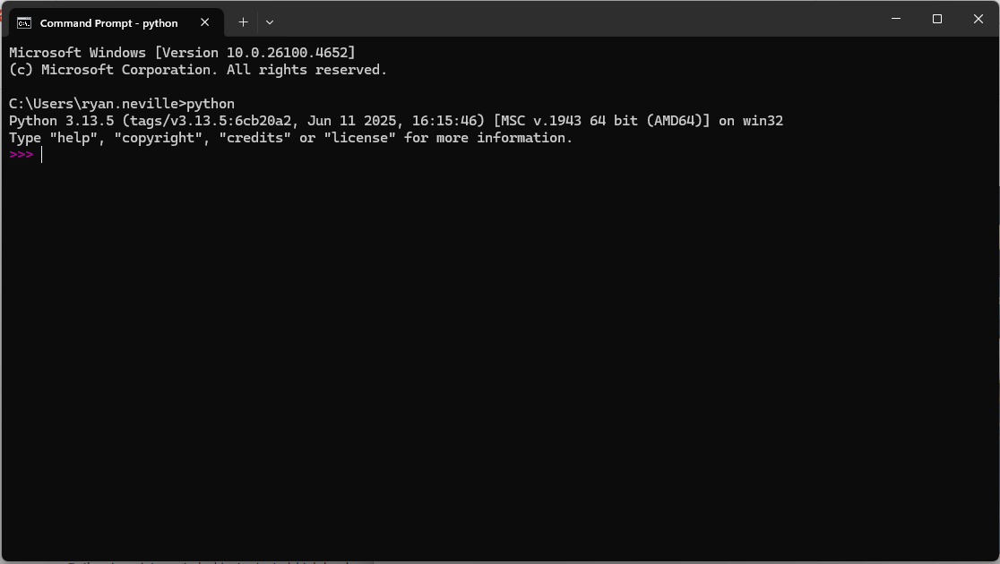 Command Prompt - python
Microsoft Windows [Version 10.0.26100.4652]
(c) Microsoft Corporation. All rights reserved.
C:\Users\ryan.neville>python
Python 3.13.5 (tags/v3.13.5:6cb20a2, Jun 11 2025, 16:15:46) [MSC v.1943 64 bit (AMD64)] on win32
Type "help", "copyright", "credits" or "license" for more information.
>>>